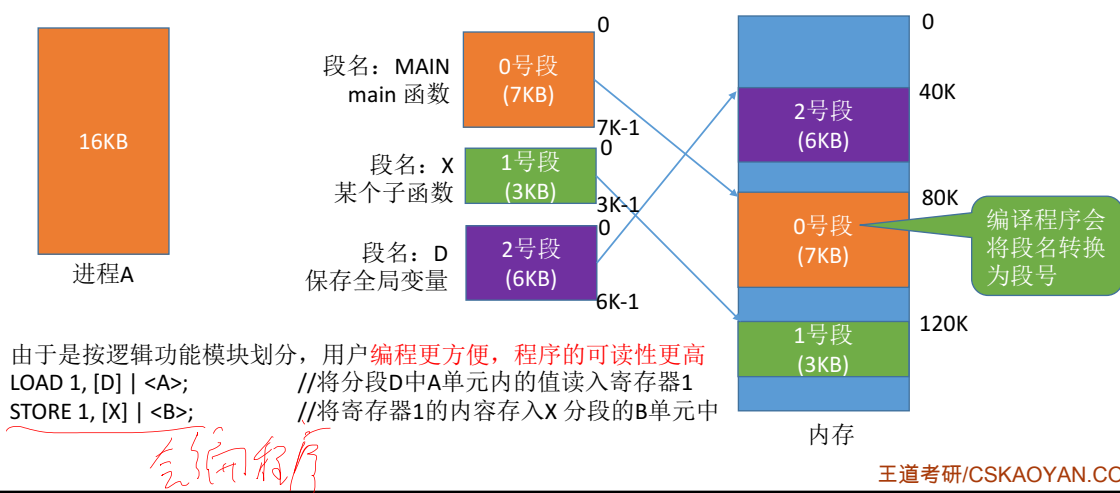 16KB
进程A
段名：MAIN
main 函数
0号段
(7KB)
0
7K-1
段名：X
某个子函数
1号段
(3KB)
0
3K-1
段名：D
保存全局变量
2号段
(6KB)
0
6K-1
0
40K
2号段
(6KB)
80K
0号段
(7KB)
编译程序会
将段名转换
为段号
120K
1号段
(3KB)
内存
由于是按逻辑功能模块划分，用户编程更方便，程序的可读性更高
LOAD 1, [D] | <A>; //将分段D中A单元内的值读入寄存器1
STORE 1, [X] | <B>; //将寄存器1的内容存入X 分段的B单元中
王道考研/CSKAOYAN.CO